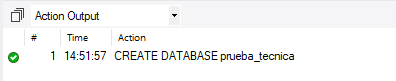 Action Output
# Time Action
1 14:51:57 CREATE DATABASE prueba_tecnica